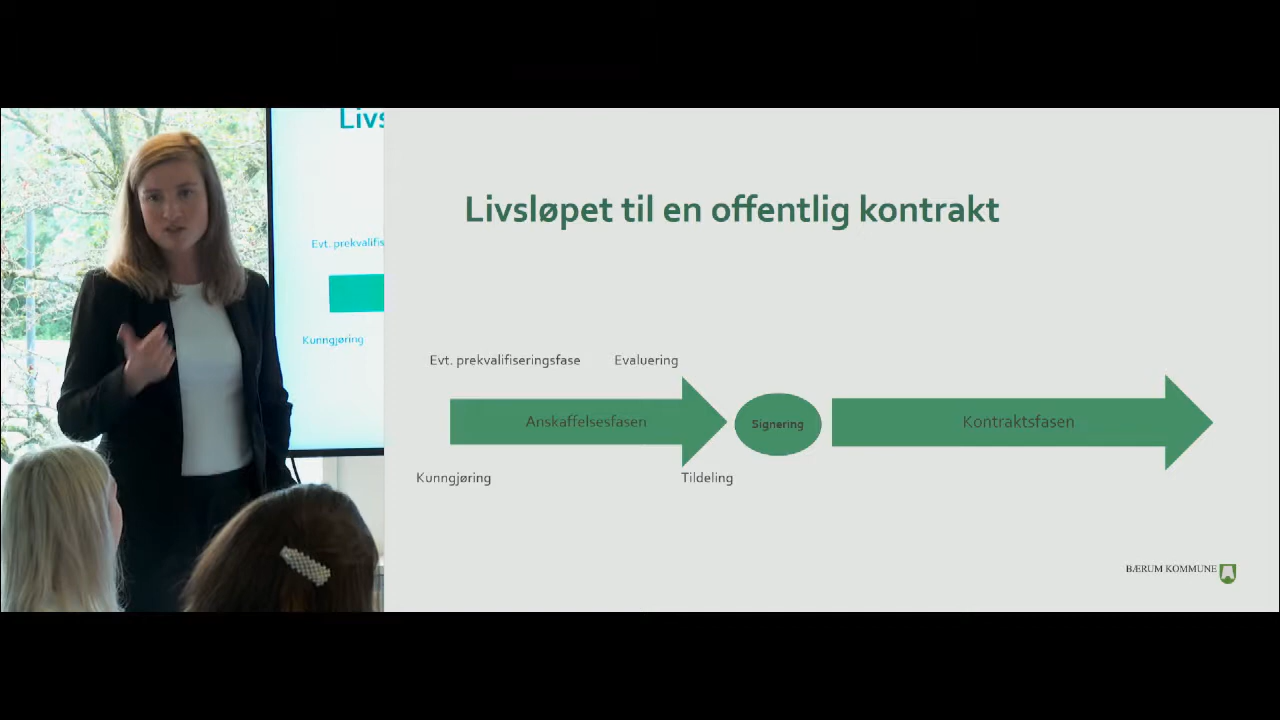 Livs
Evt. prekvalifis
Kunngjøring
Livsløpet til en offentlig kontrakt
Evt. prekvalifiseringsfase
Evaluering
Anskaffelsesfasen
Signering
Kontraktsfasen
Kunngjøring
Tildeling
BÆRUM KOMMUNE